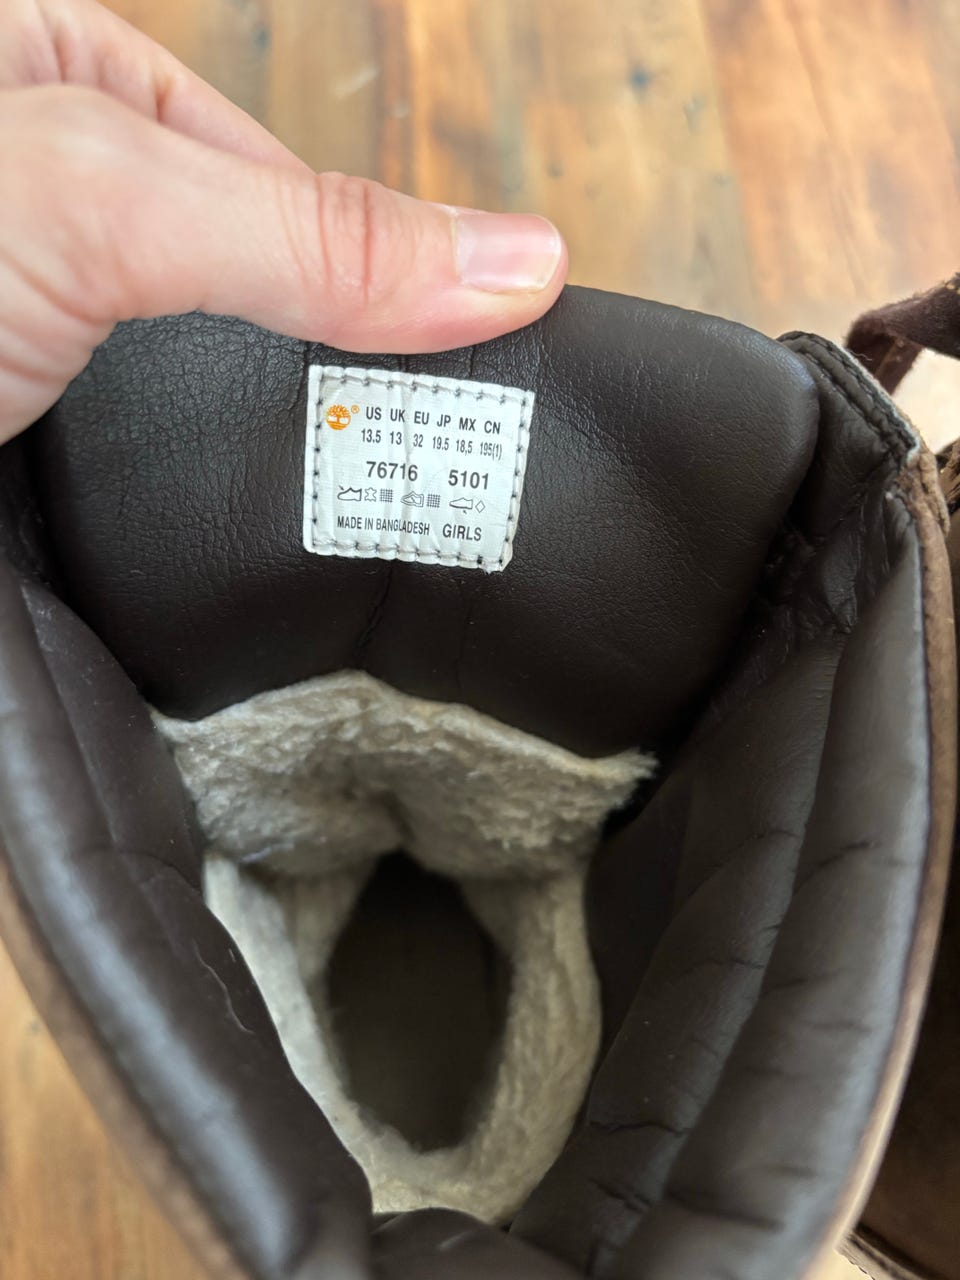 ® US UK EU JP MX CN
13.5 13 32 19.5 18,5 195(1)
76716 5101
MADE IN BANGLADESH GIRLS